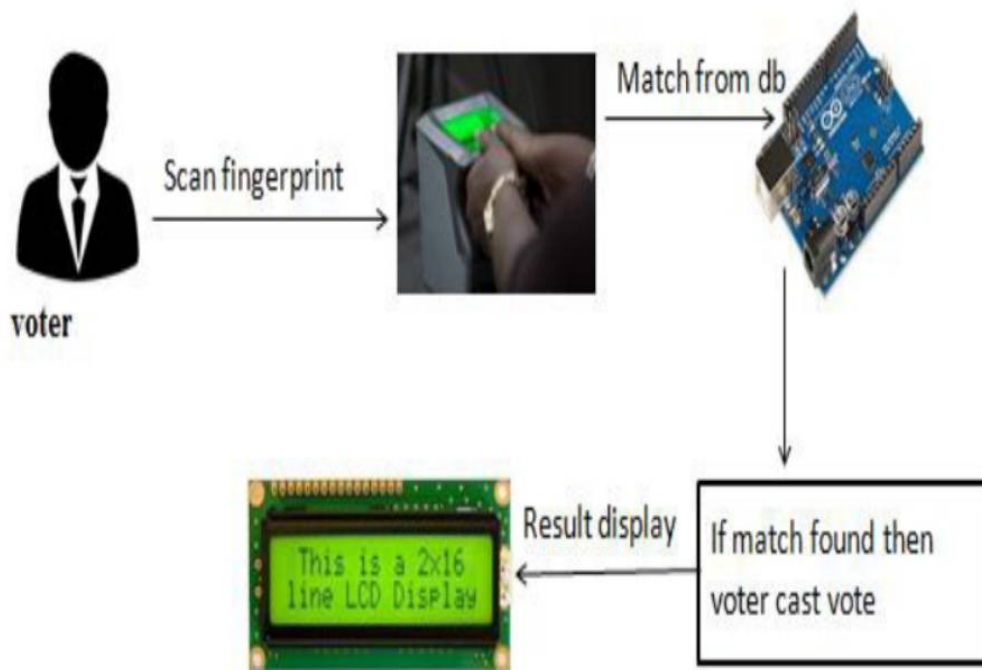 Scan fingerprint
Match from db
voter
If match found then
voter cast vote
Result display
This is a 2x16
line LCD Display